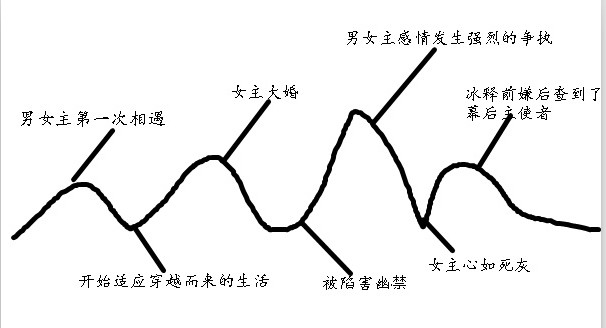 男女主感情发生强烈的争执
女主大婚
冰释前嫌后查到了
幕后主使者
男女主第一次相遇
开始适应穿越而来的生活
被陷害幽禁
女主心如死灰